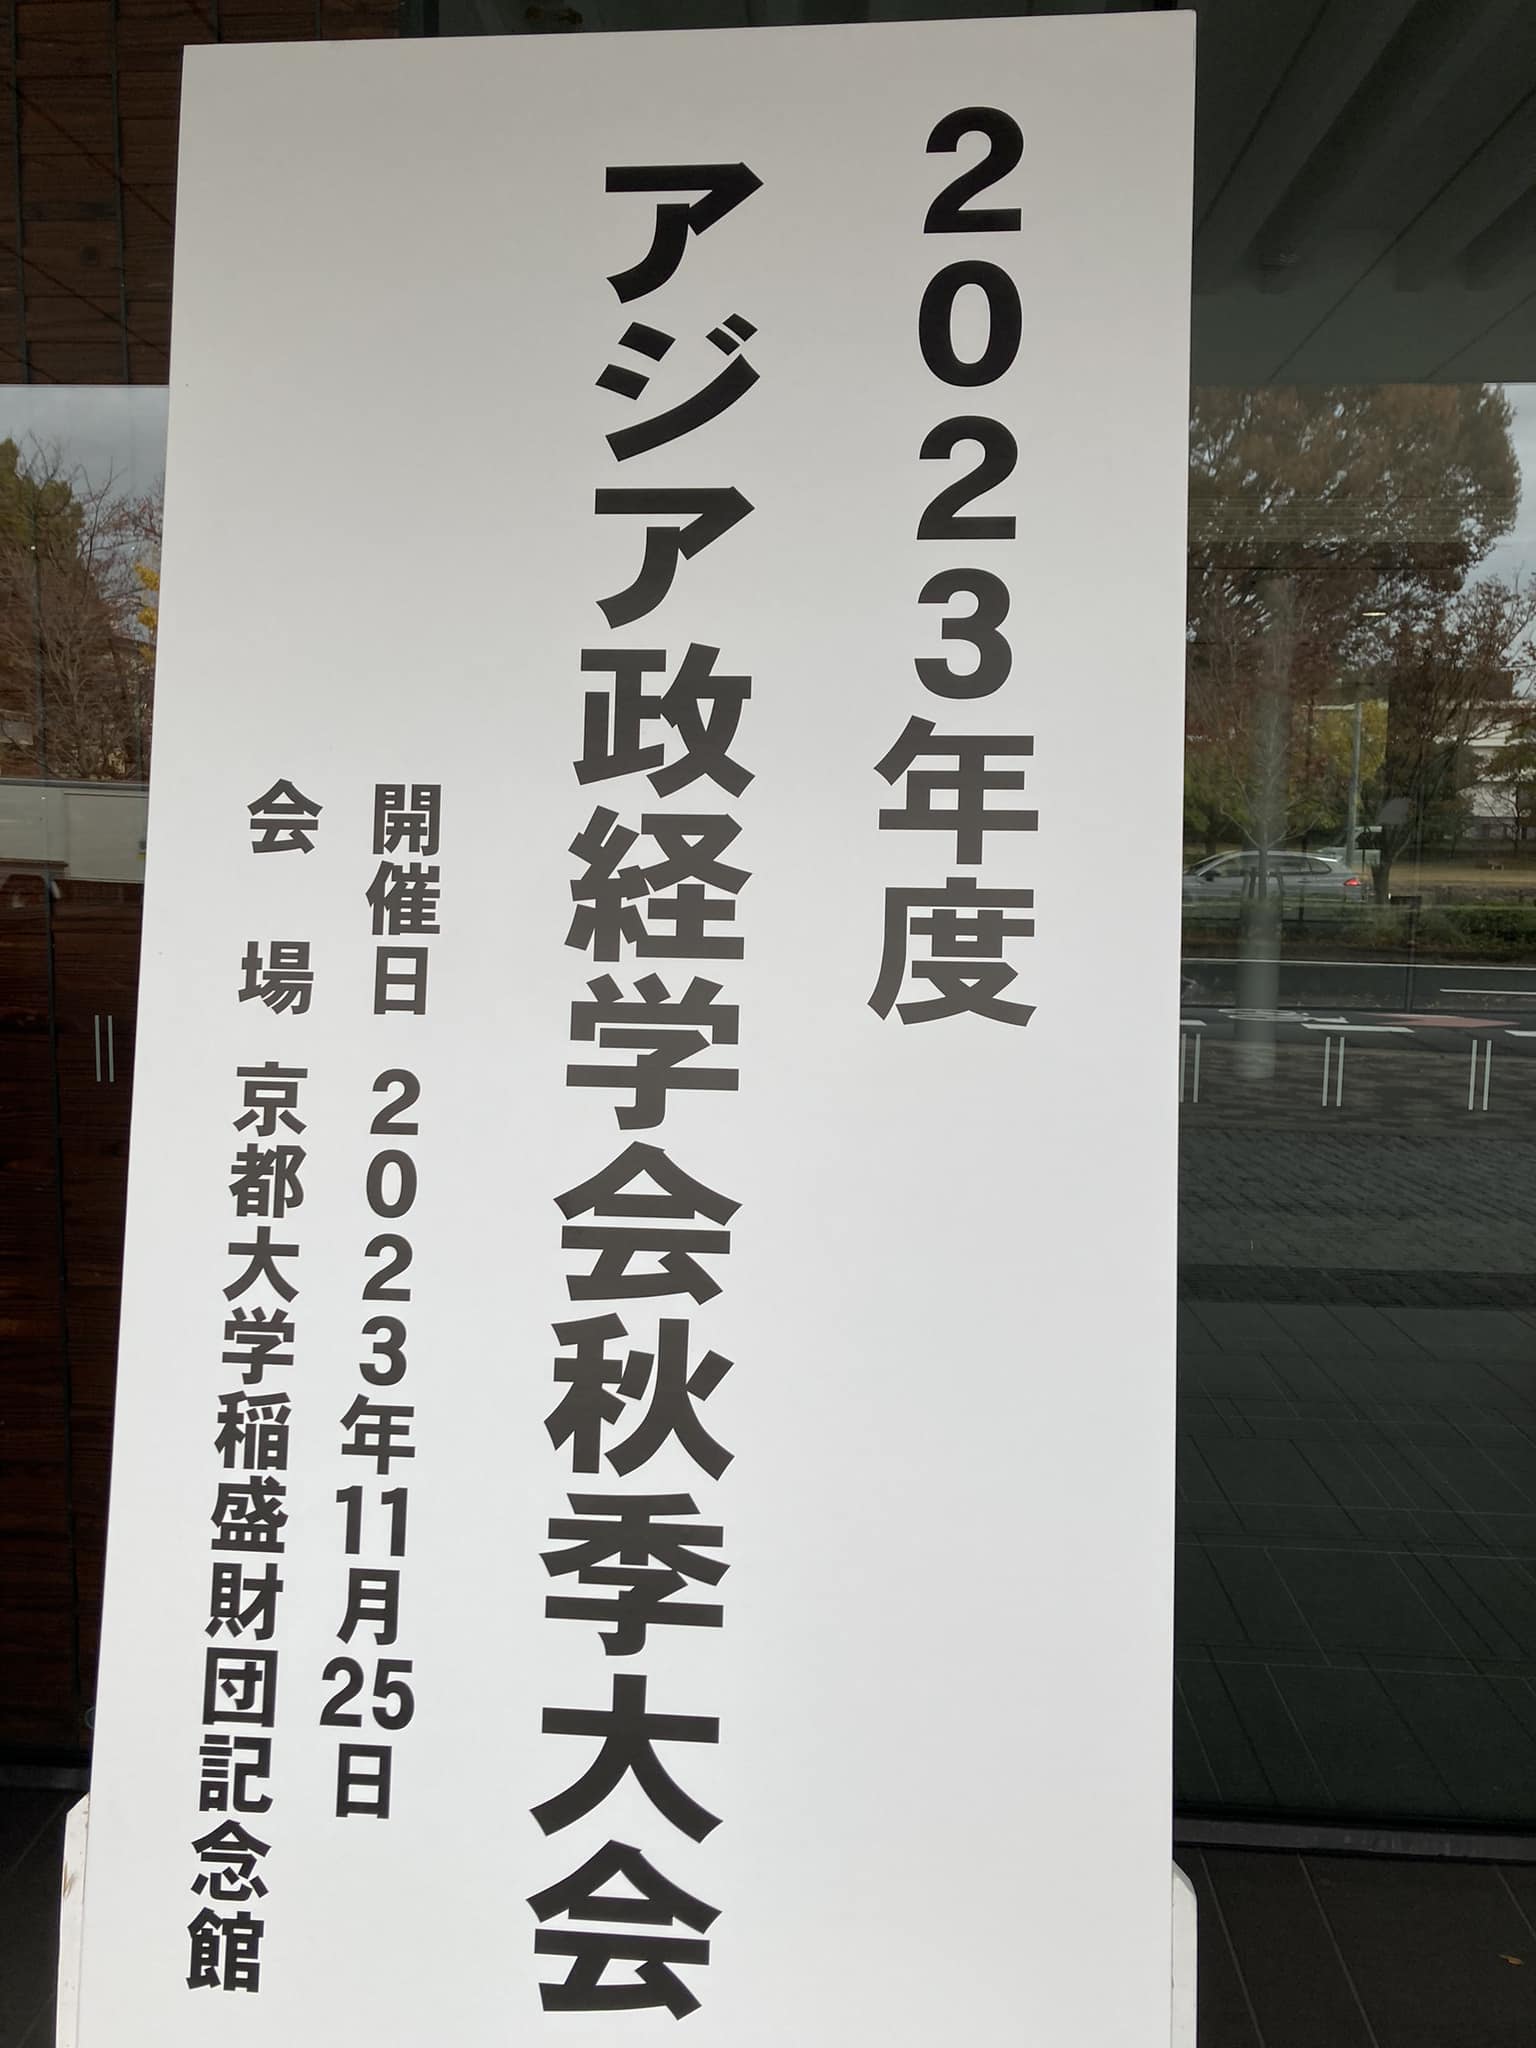 2023年度
アジア政経学会秋季大会
開催日 2023年11月25日
会場 京都大学稲盛財団記念館